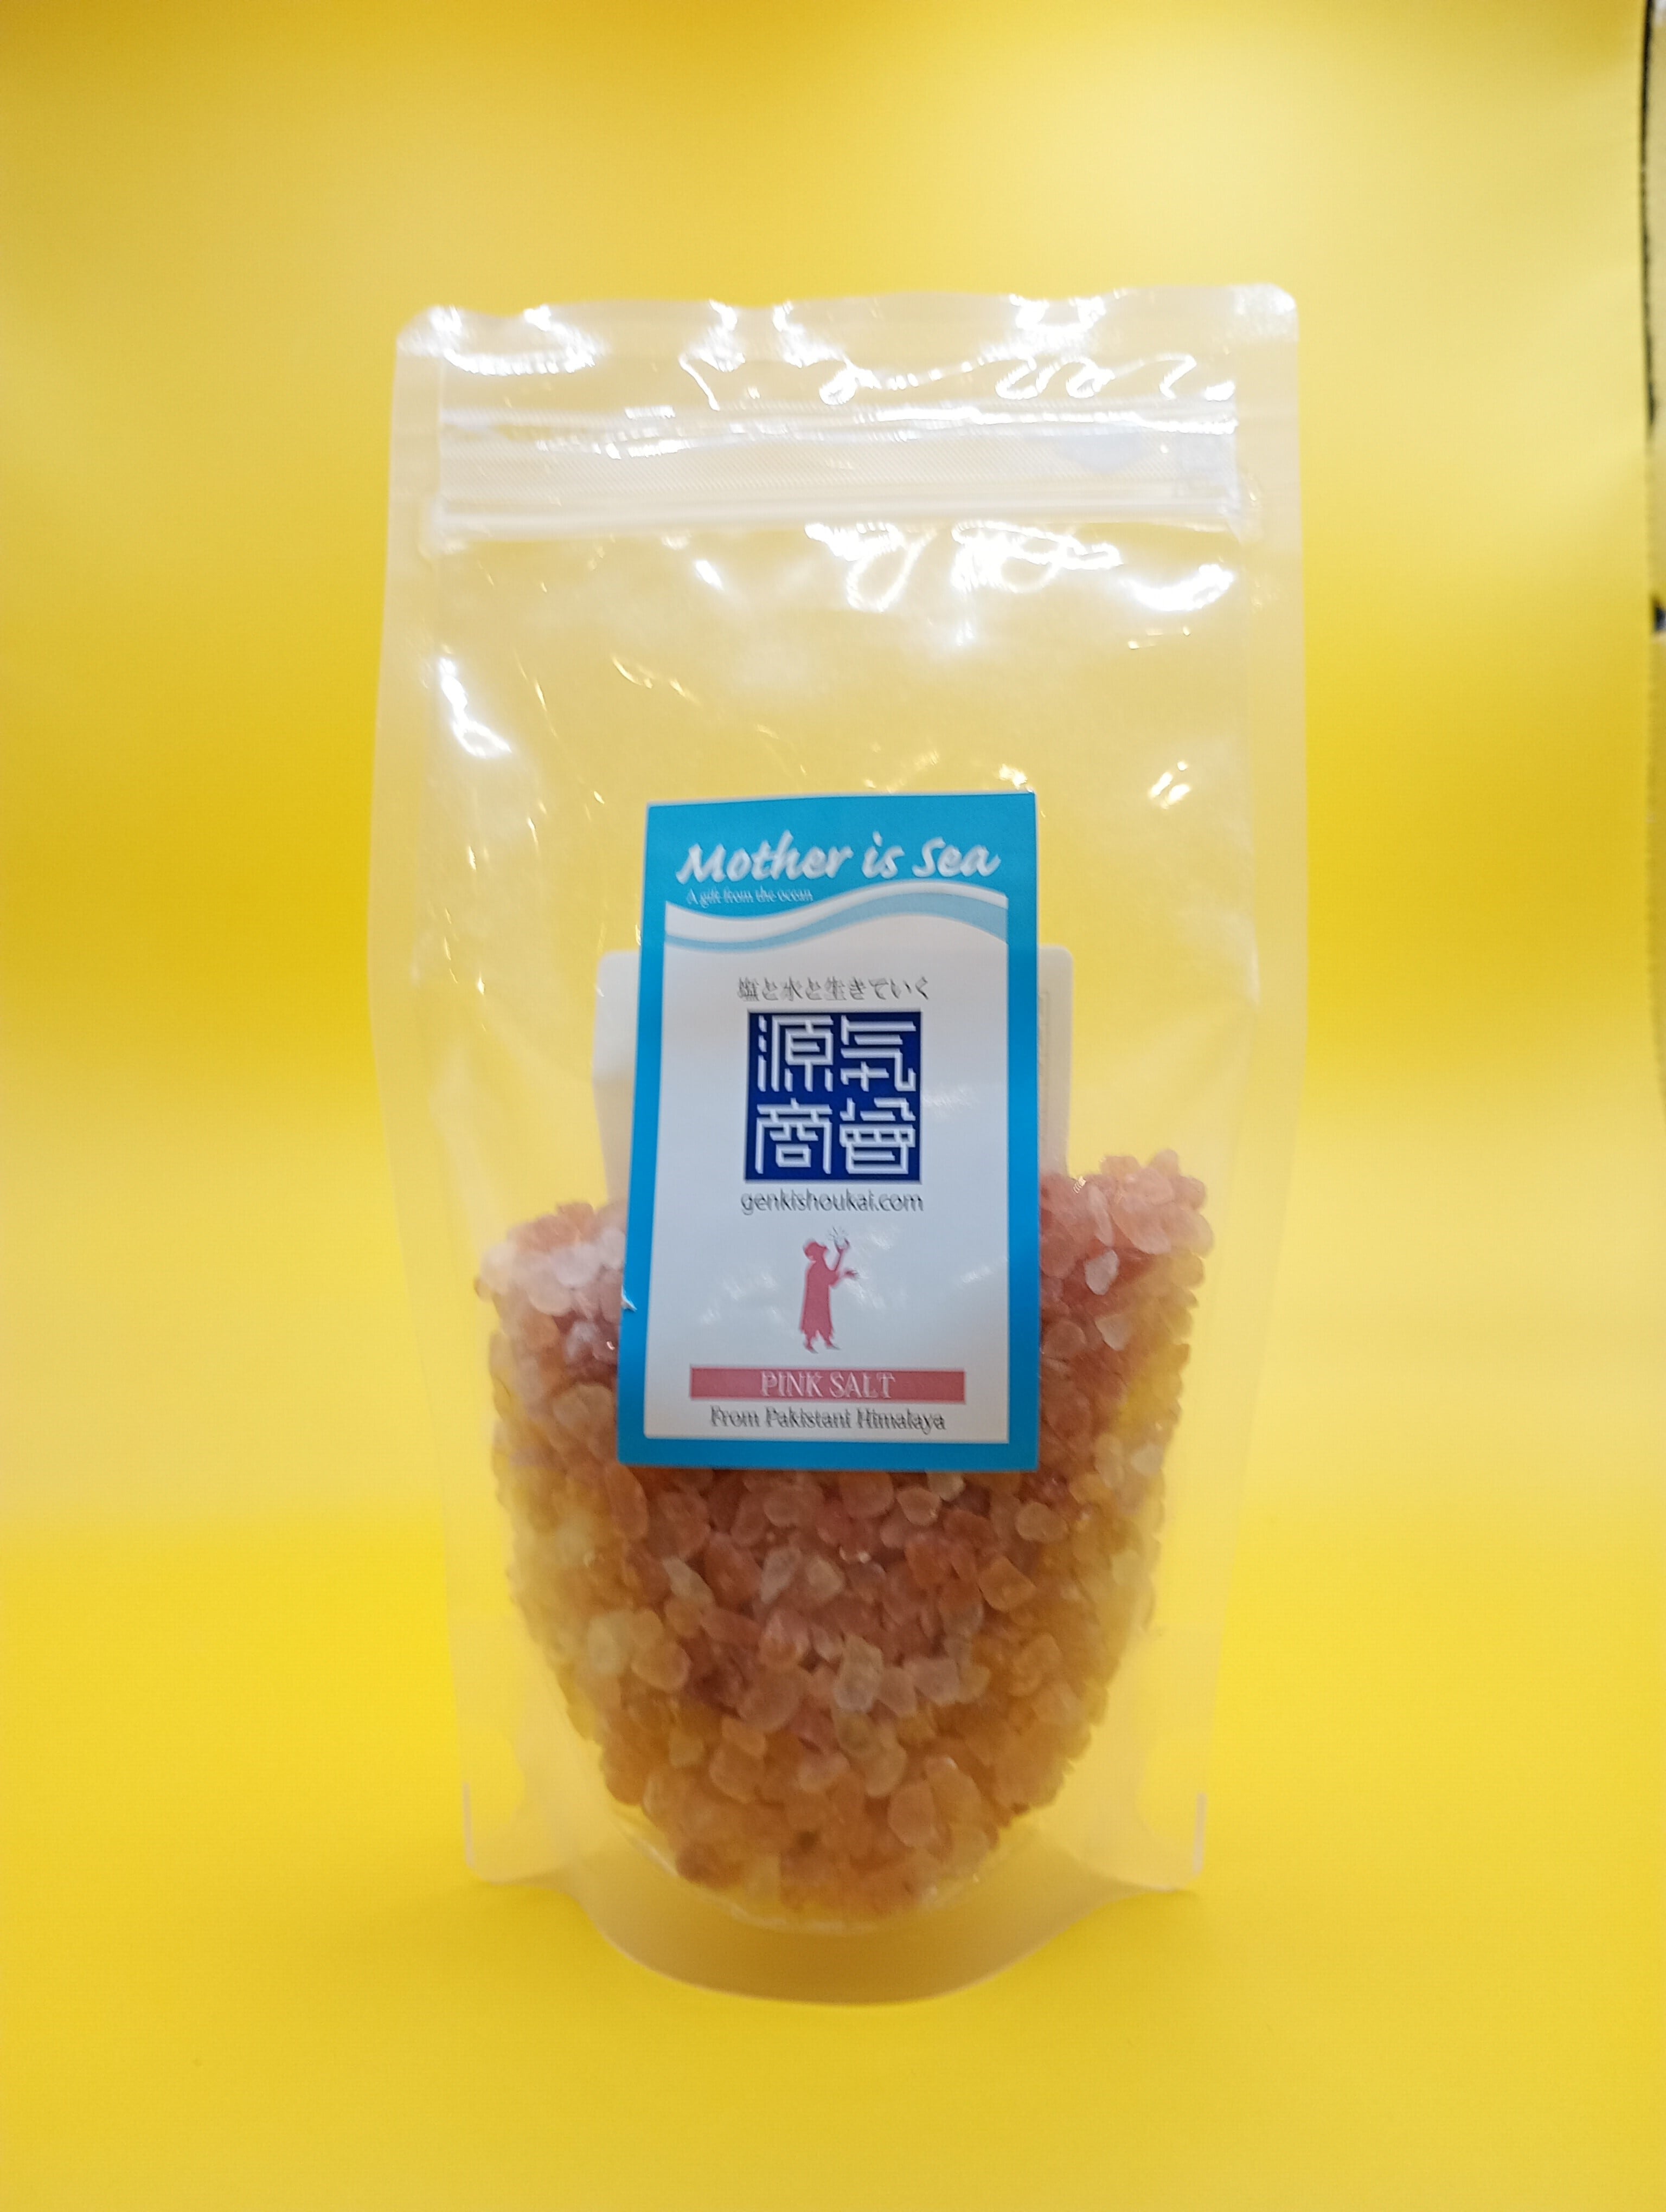 Mother is Sea
A gift from the ocean
塩と水と生きていく
源氣
商會
genkishoukai.com
PINK SALT
From Pakistani Himalaya